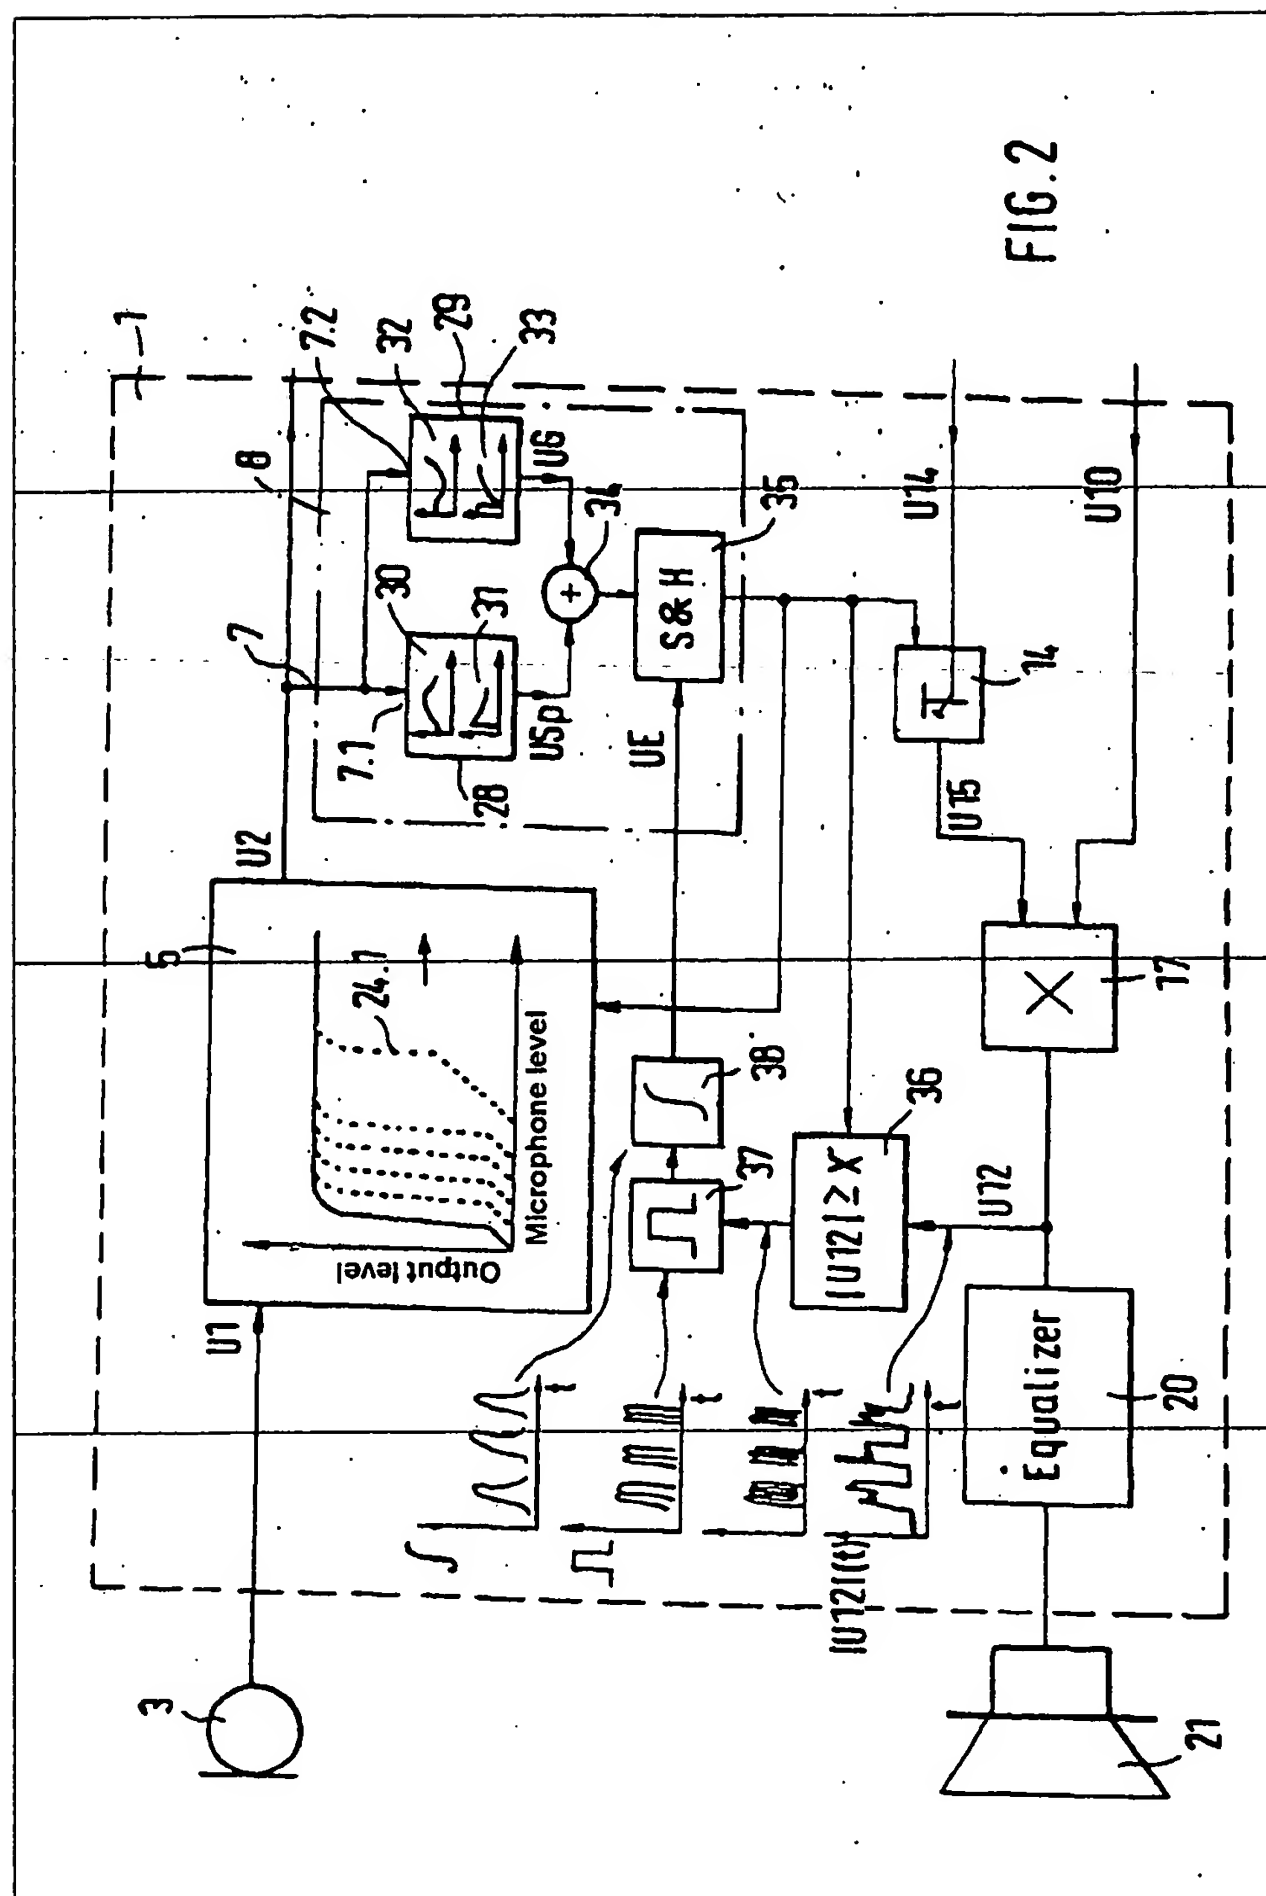 1
8
7
7.2
32
29
33
7.1
30
31
28
USp
UG
34
S&H
35
UE
U2
5
24.1
Output level
Microphone level
U1
3
38
37
36
|U12| ≥ X
U12
U14
U10
14
U15
17
Equalizer
20
21
t
t
t
t
|U12|(t)
FIG. 2